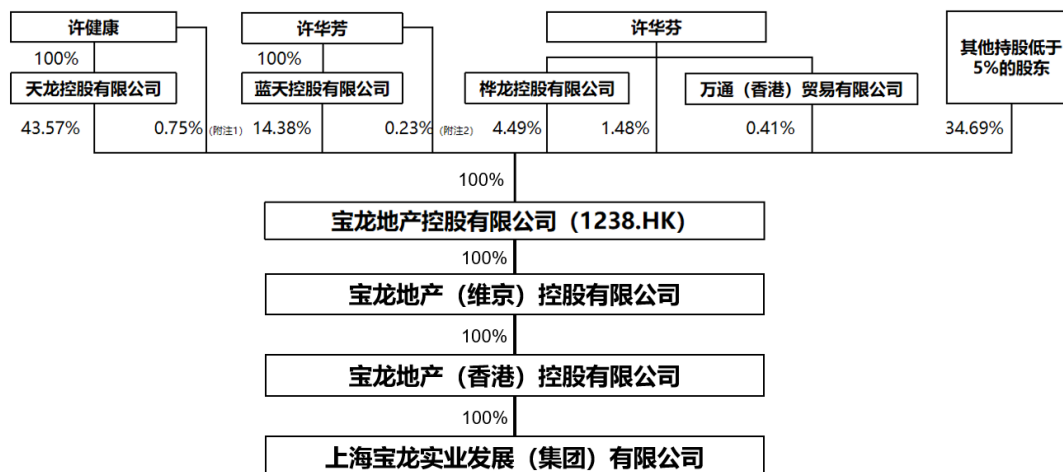 许健康
许华芳
许华芬
其他持股低于
5%的股东
100%
100%
天龙控股有限公司
蓝天控股有限公司
桦龙控股有限公司
万通（香港）贸易有限公司
43.57%
0.75%(附注1)
14.38%
0.23%(附注2)
4.49%
1.48%
0.41%
34.69%
100%
宝龙地产控股有限公司（1238.HK）
100%
宝龙地产（维京）控股有限公司
100%
宝龙地产（香港）控股有限公司
100%
上海宝龙实业发展（集团）有限公司